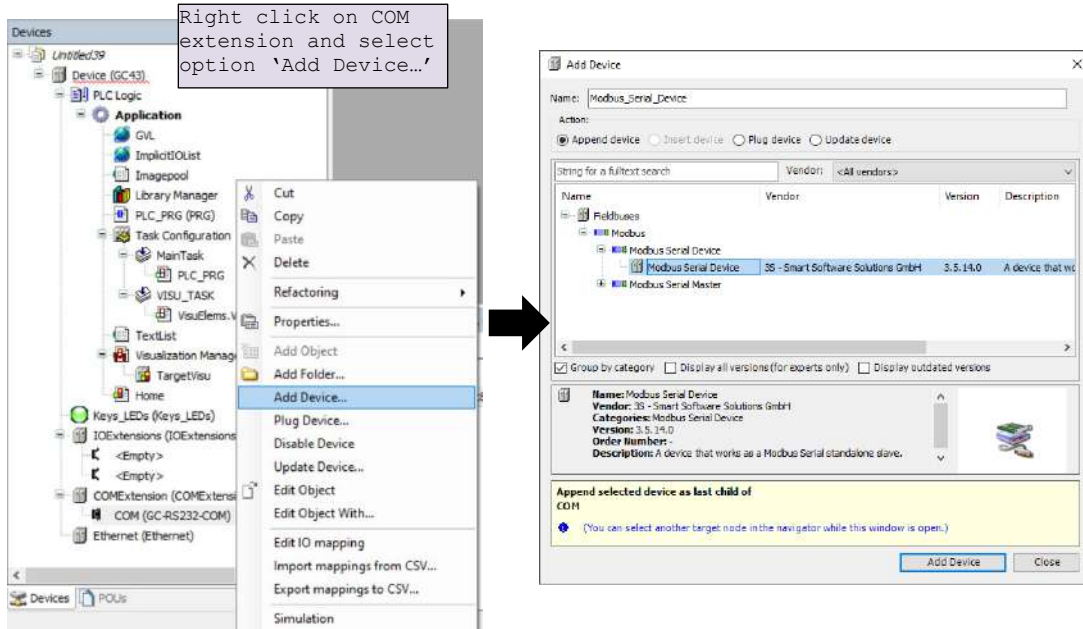 Right click on COM
extension and select
option ‘Add Device…’
Devices
Untitled39
Device (GC43)
PLC Logic
Application
GVL
ImplicitIOList
Imagepool
Library Manager
PLC_PRG (PRG)
Task Configuration
MainTask
PLC_PRG
VISU_TASK
VisuElems.V
TextList
Visualization Manag
TargetVisu
Home
Keys_LEDs (Keys_LEDs)
IOExtensions (IOExtensions
<Empty>
<Empty>
COMExtension (COMExtensi
COM (GC-RS232-COM)
Ethernet (Ethernet)
Devices
POUs
Cut
Copy
Paste
Delete
Refactoring
Properties...
Add Object
Add Folder...
Add Device...
Plug Device...
Disable Device
Update Device...
Edit Object
Edit Object With...
Edit IO mapping
Import mappings from CSV...
Export mappings to CSV...
Simulation
Add Device
Name: Modbus_Serial_Device
Action:
Append device Insert device Plug device Update device
String for a fulltext search Vendor: <All vendors>
Name Vendor Version Description
Fieldbuses
Modbus
Modbus Serial Device
Modbus Serial Device 3S - Smart Software Solutions GmbH 3.5.14.0 A device that wo
Modbus Serial Master
Group by category Display all versions (for experts only) Display outdated versions
Name: Modbus Serial Device
Vendor: 3S - Smart Software Solutions GmbH
Categories: Modbus Serial Device
Version: 3.5.14.0
Order Number: -
Description: A device that works as a Modbus Serial standalone slave.
Append selected device as last child of
COM
(You can select another target node in the navigator while this window is open.)
Add Device Close